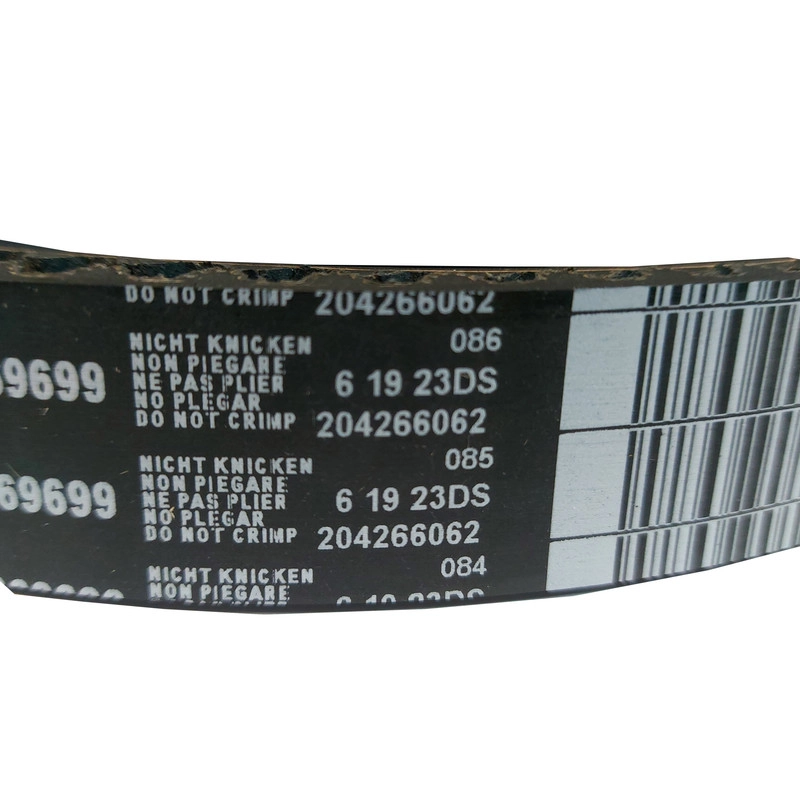 DO NOT CRIMP 204266062
NICHT KNICKEN 086
NON PIEGARE
69699 NE PAS PLIER 6 19 23DS
NO PLEGAR
DO NOT CRIMP 204266062
NICHT KNICKEN 085
NON PIEGARE
69699 NE PAS PLIER 6 19 23DS
NO PLEGAR
DO NOT CRIMP 204266062
NICHT KNICKEN 084
NON PIEGARE